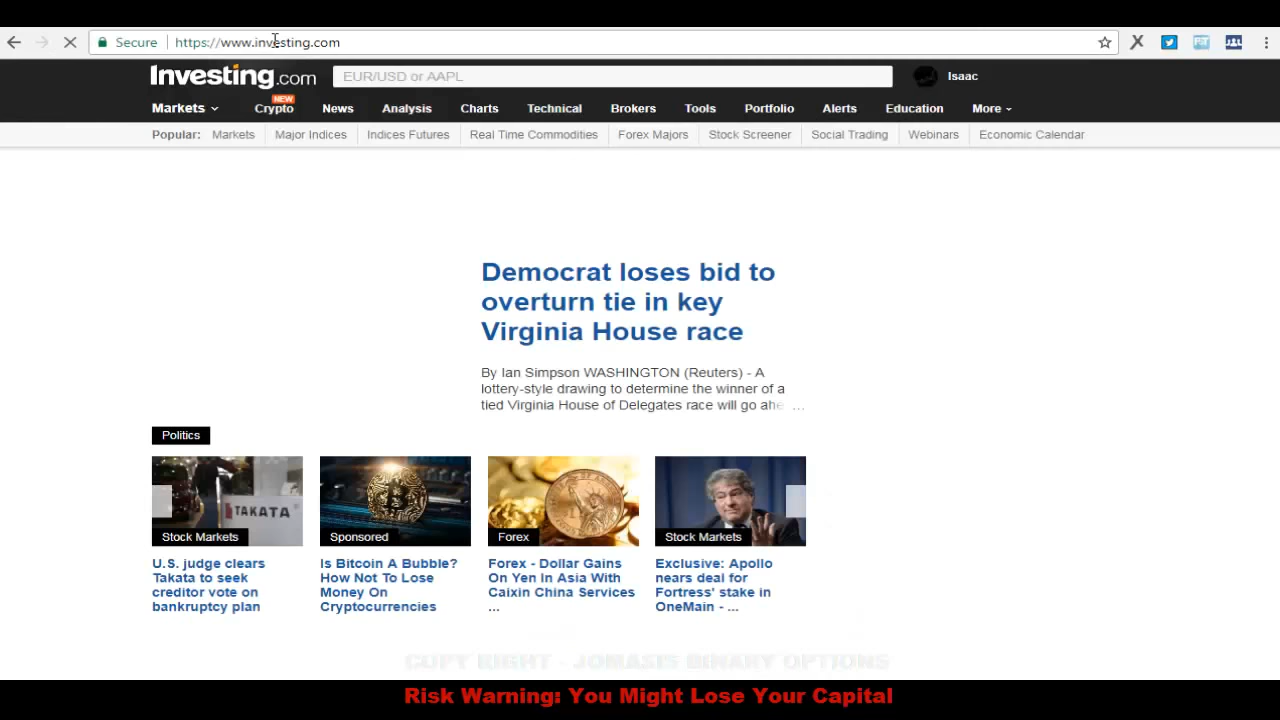 Secure https://www.investing.com
Investing.com EUR/USD or AAPL Isaac
NEW
Markets Crypto News Analysis Charts Technical Brokers Tools Portfolio Alerts Education More
Popular: Markets Major Indices Indices Futures Real Time Commodities Forex Majors Stock Screener Social Trading Webinars Economic Calendar
Democrat loses bid to
overturn tie in key
Virginia House race
By Ian Simpson WASHINGTON (Reuters) - A
lottery-style drawing to determine the winner of a
tied Virginia House of Delegates race will go ahe ...
Politics
TAKATA
Stock Markets
U.S. judge clears
Takata to seek
creditor vote on
bankruptcy plan
Sponsored
Is Bitcoin A Bubble?
How Not To Lose
Money On
Cryptocurrencies
Forex
Forex - Dollar Gains
On Yen In Asia With
Caixin China Services
...
Stock Markets
Exclusive: Apollo
nears deal for
Fortress' stake in
OneMain - ...
COPY RIGHT - JOMASIS BINARY OPTIONS
Risk Warning: You Might Lose Your Capital